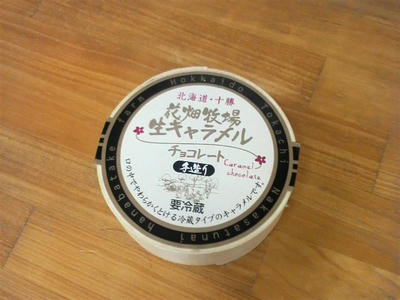 Hokkaido Tokachi Nakasatsunai hanabatake farm
北海道・十勝
花畑牧場
生キャラメル
チョコレート
Caramel
chocolate
手造り
口の中でやわらかくとける冷蔵タイプのキャラメルです。
要冷蔵